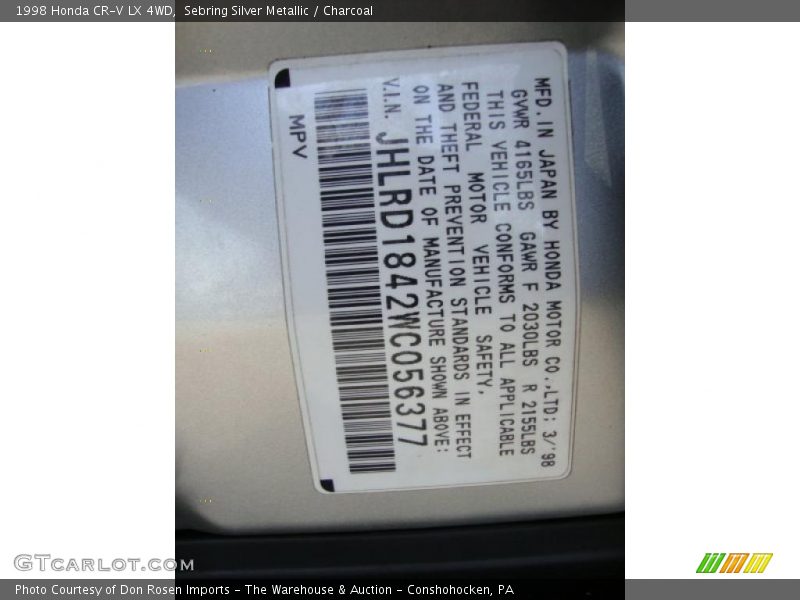 1998 Honda CR-V LX 4WD, Sebring Silver Metallic / Charcoal
MFD. IN JAPAN BY HONDA MOTOR CO.,LTD; 3/'98
GVWR 4165LBS GAWR F 2030LBS R 2155LBS
THIS VEHICLE CONFORMS TO ALL APPLICABLE
FEDERAL MOTOR VEHICLE SAFETY,
AND THEFT PREVENTION STANDARDS IN EFFECT
ON THE DATE OF MANUFACTURE SHOWN ABOVE:
V.I.N. JHLRD1842WC056377
MPV
GTCARLOT.COM
Photo Courtesy of Don Rosen Imports - The Warehouse & Auction - Conshohocken, PA